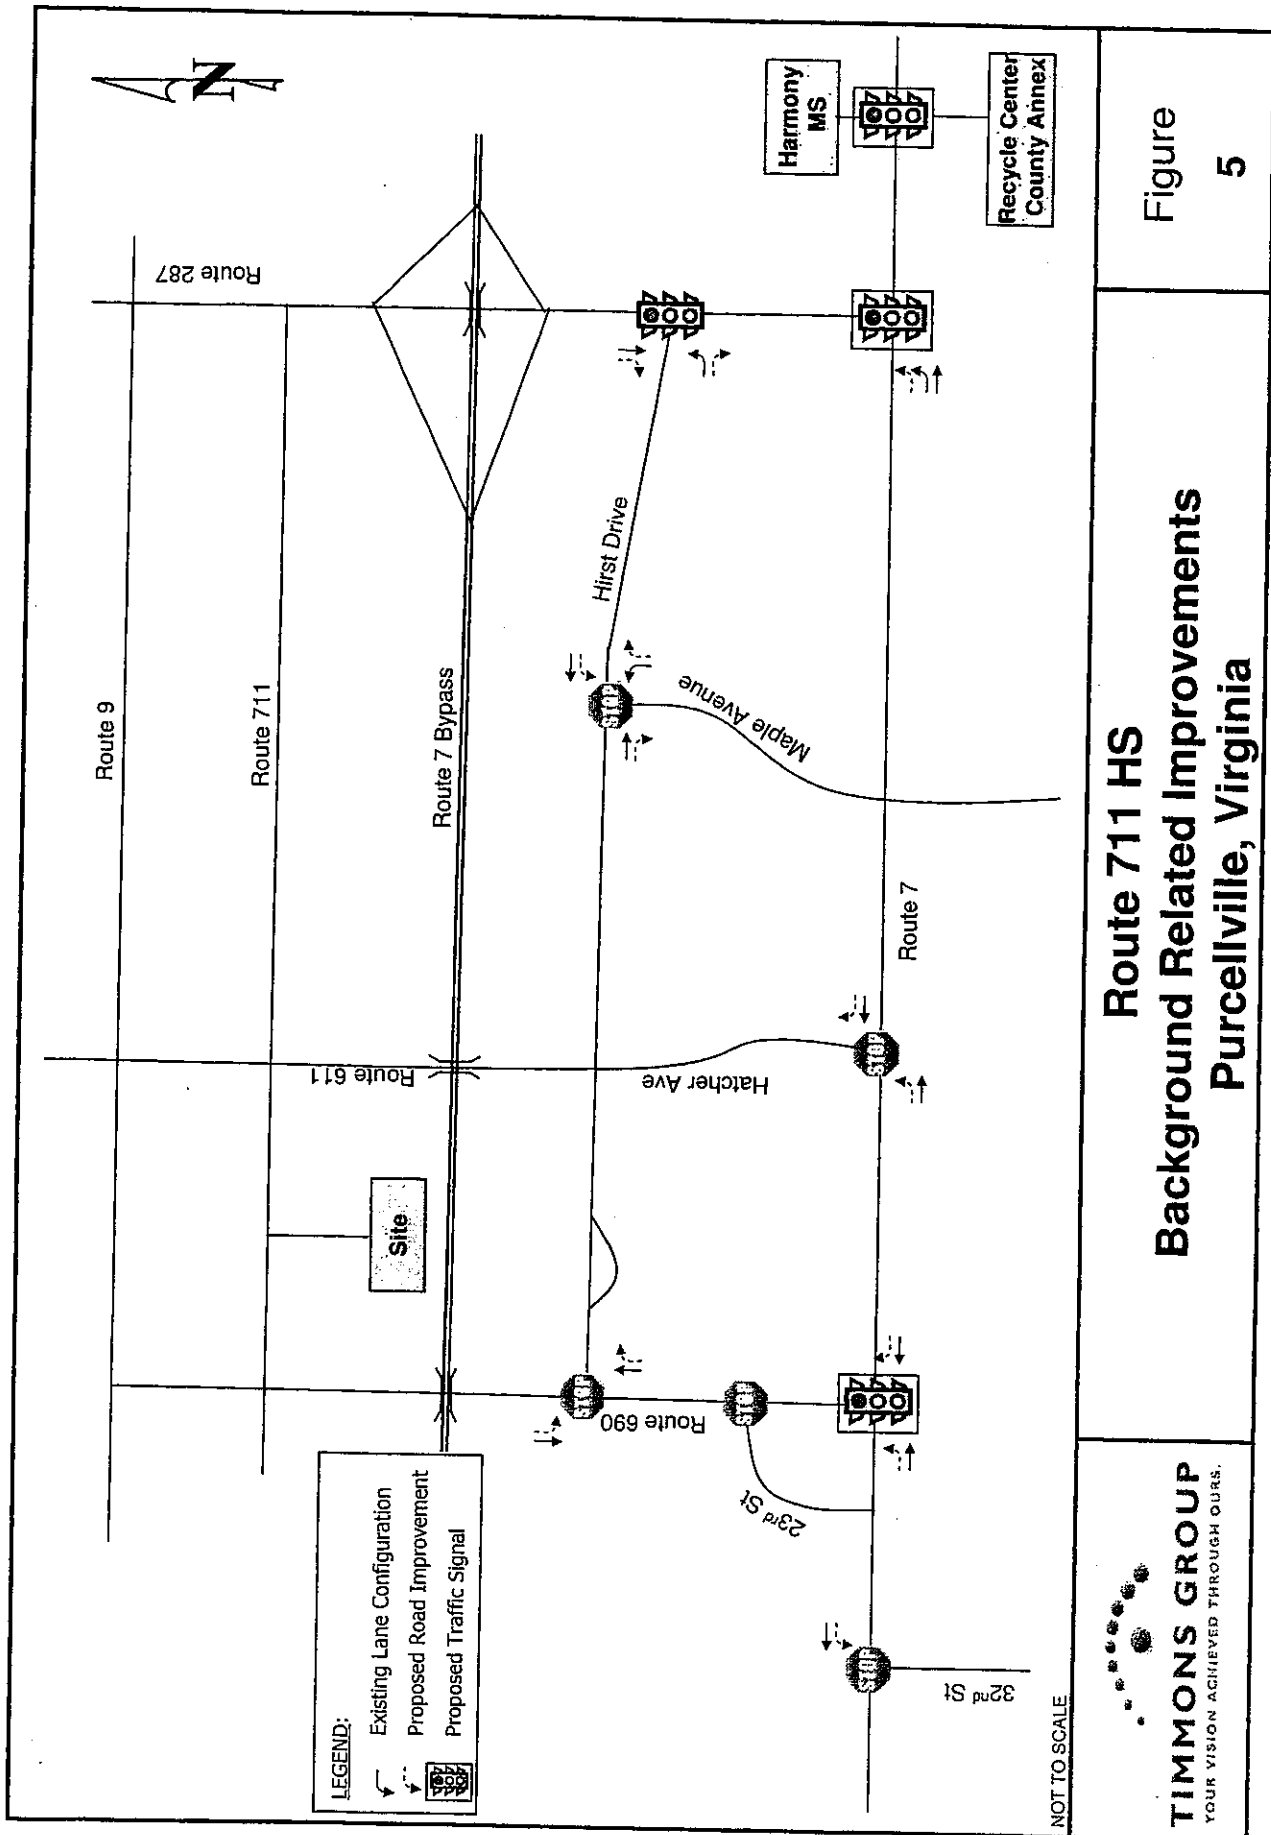 N
Route 9
Route 287
Route 711
Route 7 Bypass
Route 611
Site
Hirst Drive
STOP
Maple Avenue
Hatcher Ave
STOP
Route 690
STOP
23rd St
STOP
Route 7
STOP
32nd St
Harmony
MS
Recycle Center
County Annex
LEGEND:
Existing Lane Configuration
Proposed Road Improvement
Proposed Traffic Signal
NOT TO SCALE
TIMMONS GROUP
YOUR VISION ACHIEVED THROUGH OURS.
Route 711 HS
Background Related Improvements
Purcellville, Virginia
Figure
5